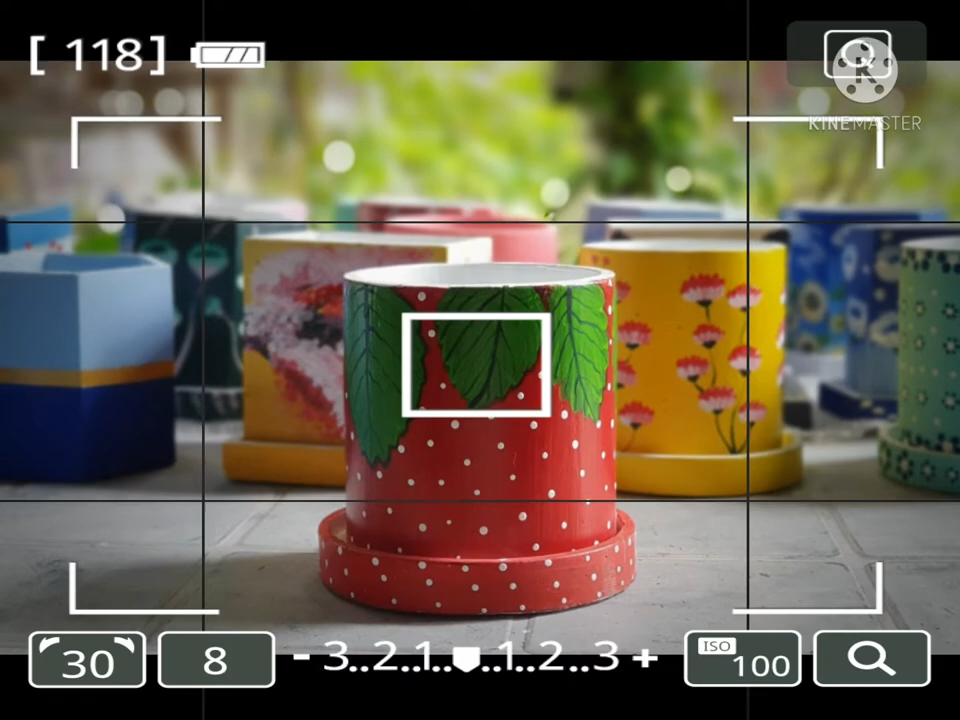 [ 118 ]
K
KINEMASTER
30
8
- 3..2..1.. ..1..2..3 +
ISO 100